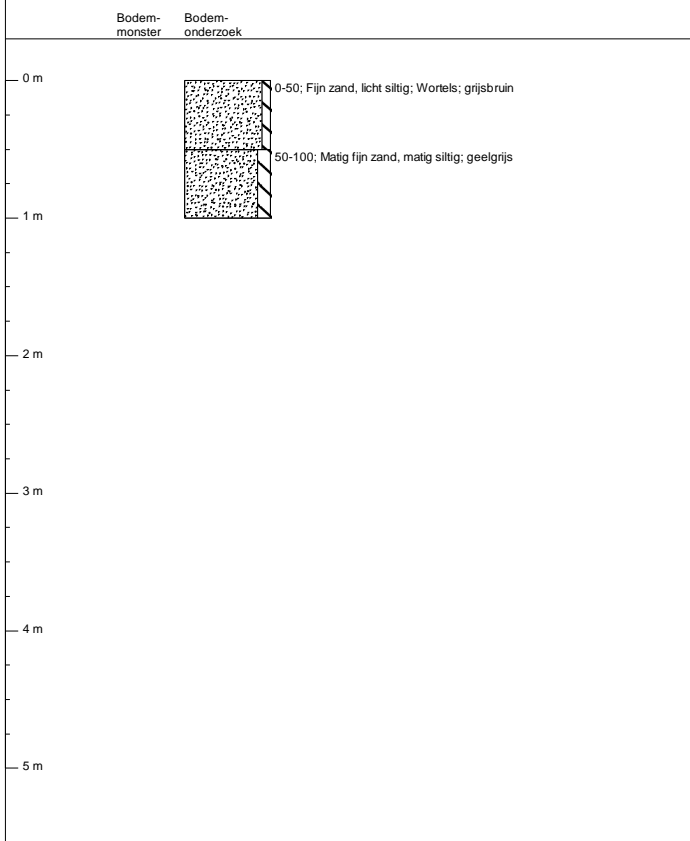 Bodem-
monster
Bodem-
onderzoek
0 m
0-50; Fijn zand, licht siltig; Wortels; grijsbruin
50-100; Matig fijn zand, matig siltig; geelgrijs
1 m
2 m
3 m
4 m
5 m